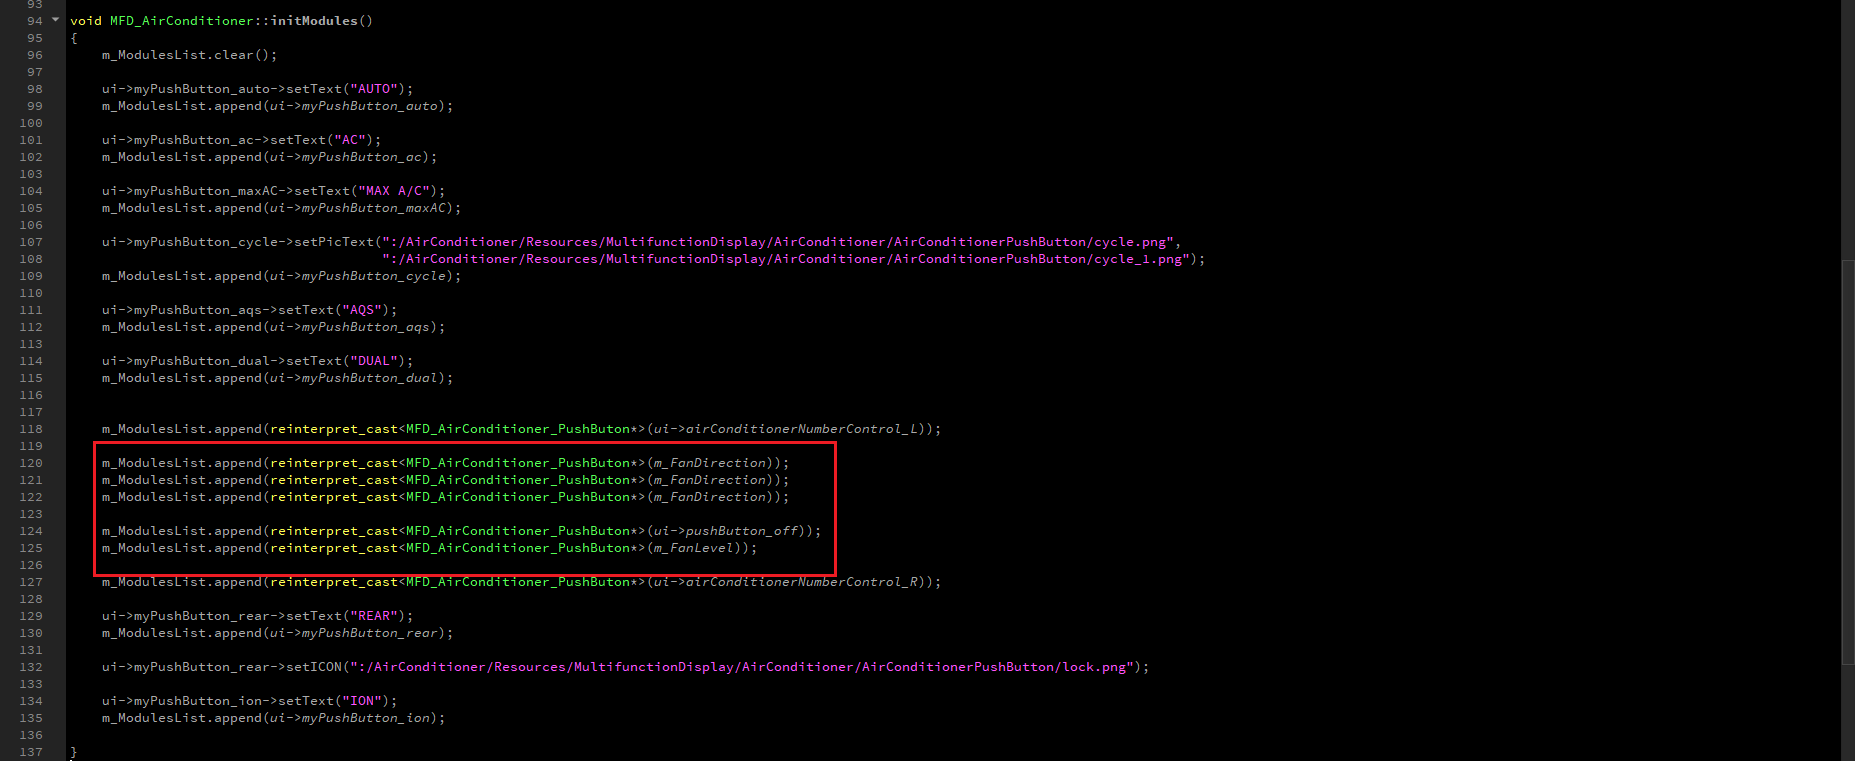 93
94 void MFD_AirConditioner::initModules()
95 {
96 m_ModulesList.clear();
97
98 ui->myPushButton_auto->setText("AUTO");
99 m_ModulesList.append(ui->myPushButton_auto);
100
101 ui->myPushButton_ac->setText("AC");
102 m_ModulesList.append(ui->myPushButton_ac);
103
104 ui->myPushButton_maxAC->setText("MAX A/C");
105 m_ModulesList.append(ui->myPushButton_maxAC);
106
107 ui->myPushButton_cycle->setPicText(":/AirConditioner/Resources/MultifunctionDisplay/AirConditioner/AirConditionerPushButton/cycle.png",
108 ":/AirConditioner/Resources/MultifunctionDisplay/AirConditioner/AirConditionerPushButton/cycle_1.png");
109 m_ModulesList.append(ui->myPushButton_cycle);
110
111 ui->myPushButton_aqs->setText("AQS");
112 m_ModulesList.append(ui->myPushButton_aqs);
113
114 ui->myPushButton_dual->setText("DUAL");
115 m_ModulesList.append(ui->myPushButton_dual);
116
117
118 m_ModulesList.append(reinterpret_cast<MFD_AirConditioner_PushButon*>(ui->airConditionerNumberControl_L));
119
120 m_ModulesList.append(reinterpret_cast<MFD_AirConditioner_PushButon*>(m_FanDirection));
121 m_ModulesList.append(reinterpret_cast<MFD_AirConditioner_PushButon*>(m_FanDirection));
122 m_ModulesList.append(reinterpret_cast<MFD_AirConditioner_PushButon*>(m_FanDirection));
123
124 m_ModulesList.append(reinterpret_cast<MFD_AirConditioner_PushButon*>(ui->pushButton_off));
125 m_ModulesList.append(reinterpret_cast<MFD_AirConditioner_PushButon*>(m_FanLevel));
126
127 m_ModulesList.append(reinterpret_cast<MFD_AirConditioner_PushButon*>(ui->airConditionerNumberControl_R));
128
129 ui->myPushButton_rear->setText("REAR");
130 m_ModulesList.append(ui->myPushButton_rear);
131
132 ui->myPushButton_rear->setICON(":/AirConditioner/Resources/MultifunctionDisplay/AirConditioner/AirConditionerPushButton/lock.png");
133
134 ui->myPushButton_ion->setText("ION");
135 m_ModulesList.append(ui->myPushButton_ion);
136
137 }